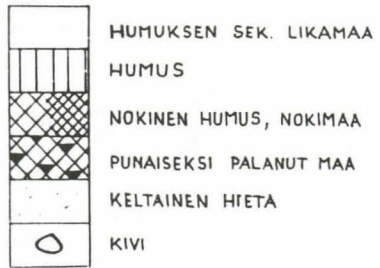 HUMUKSEN SEK. LIKAMAA
HUMUS
NOKINEN HUMUS, NOKIMAA
PUNAISEKSI PALANUT MAA
KELTAINEN HIETA
KIVI